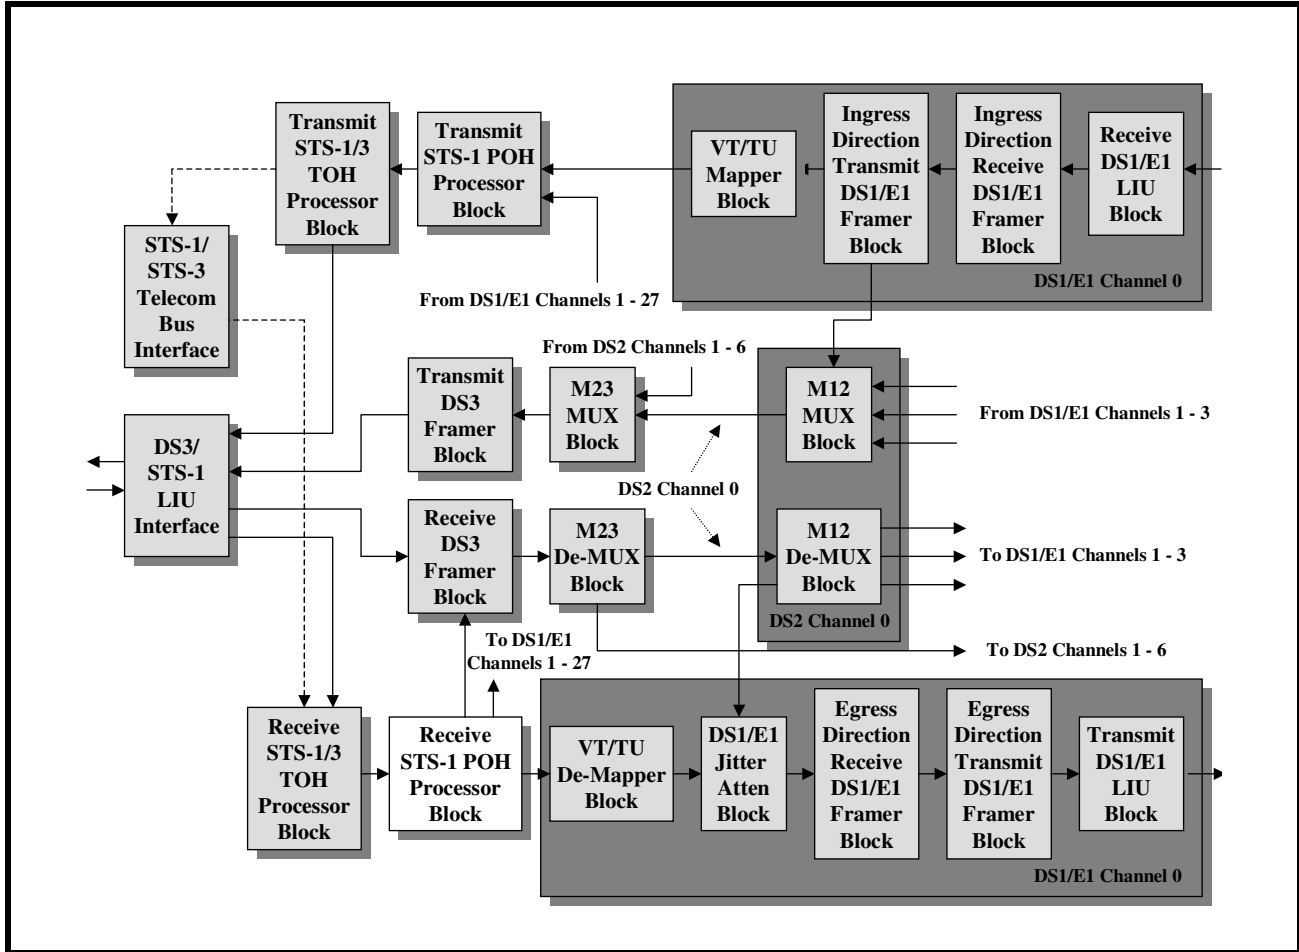 Transmit
STS-1/3
TOH
Processor
Block
Transmit
STS-1 POH
Processor
Block
VT/TU
Mapper
Block
Ingress
Direction
Transmit
DS1/E1
Framer
Block
Ingress
Direction
Receive
DS1/E1
Framer
Block
Receive
DS1/E1
LIU
Block
DS1/E1 Channel 0
STS-1/
STS-3
Telecom
Bus
Interface
From DS1/E1 Channels 1 - 27
From DS2 Channels 1 - 6
Transmit
DS3
Framer
Block
M23
MUX
Block
M12
MUX
Block
From DS1/E1 Channels 1 - 3
DS3/
STS-1
LIU
Interface
DS2 Channel 0
Receive
DS3
Framer
Block
M23
De-MUX
Block
M12
De-MUX
Block
To DS1/E1 Channels 1 - 3
DS2 Channel 0
To DS1/E1
Channels 1 - 27
To DS2 Channels 1 - 6
Receive
STS-1/3
TOH
Processor
Block
Receive
STS-1 POH
Processor
Block
VT/TU
De-Mapper
Block
DS1/E1
Jitter
Atten
Block
Egress
Direction
Receive
DS1/E1
Framer
Block
Egress
Direction
Transmit
DS1/E1
Framer
Block
Transmit
DS1/E1
LIU
Block
DS1/E1 Channel 0